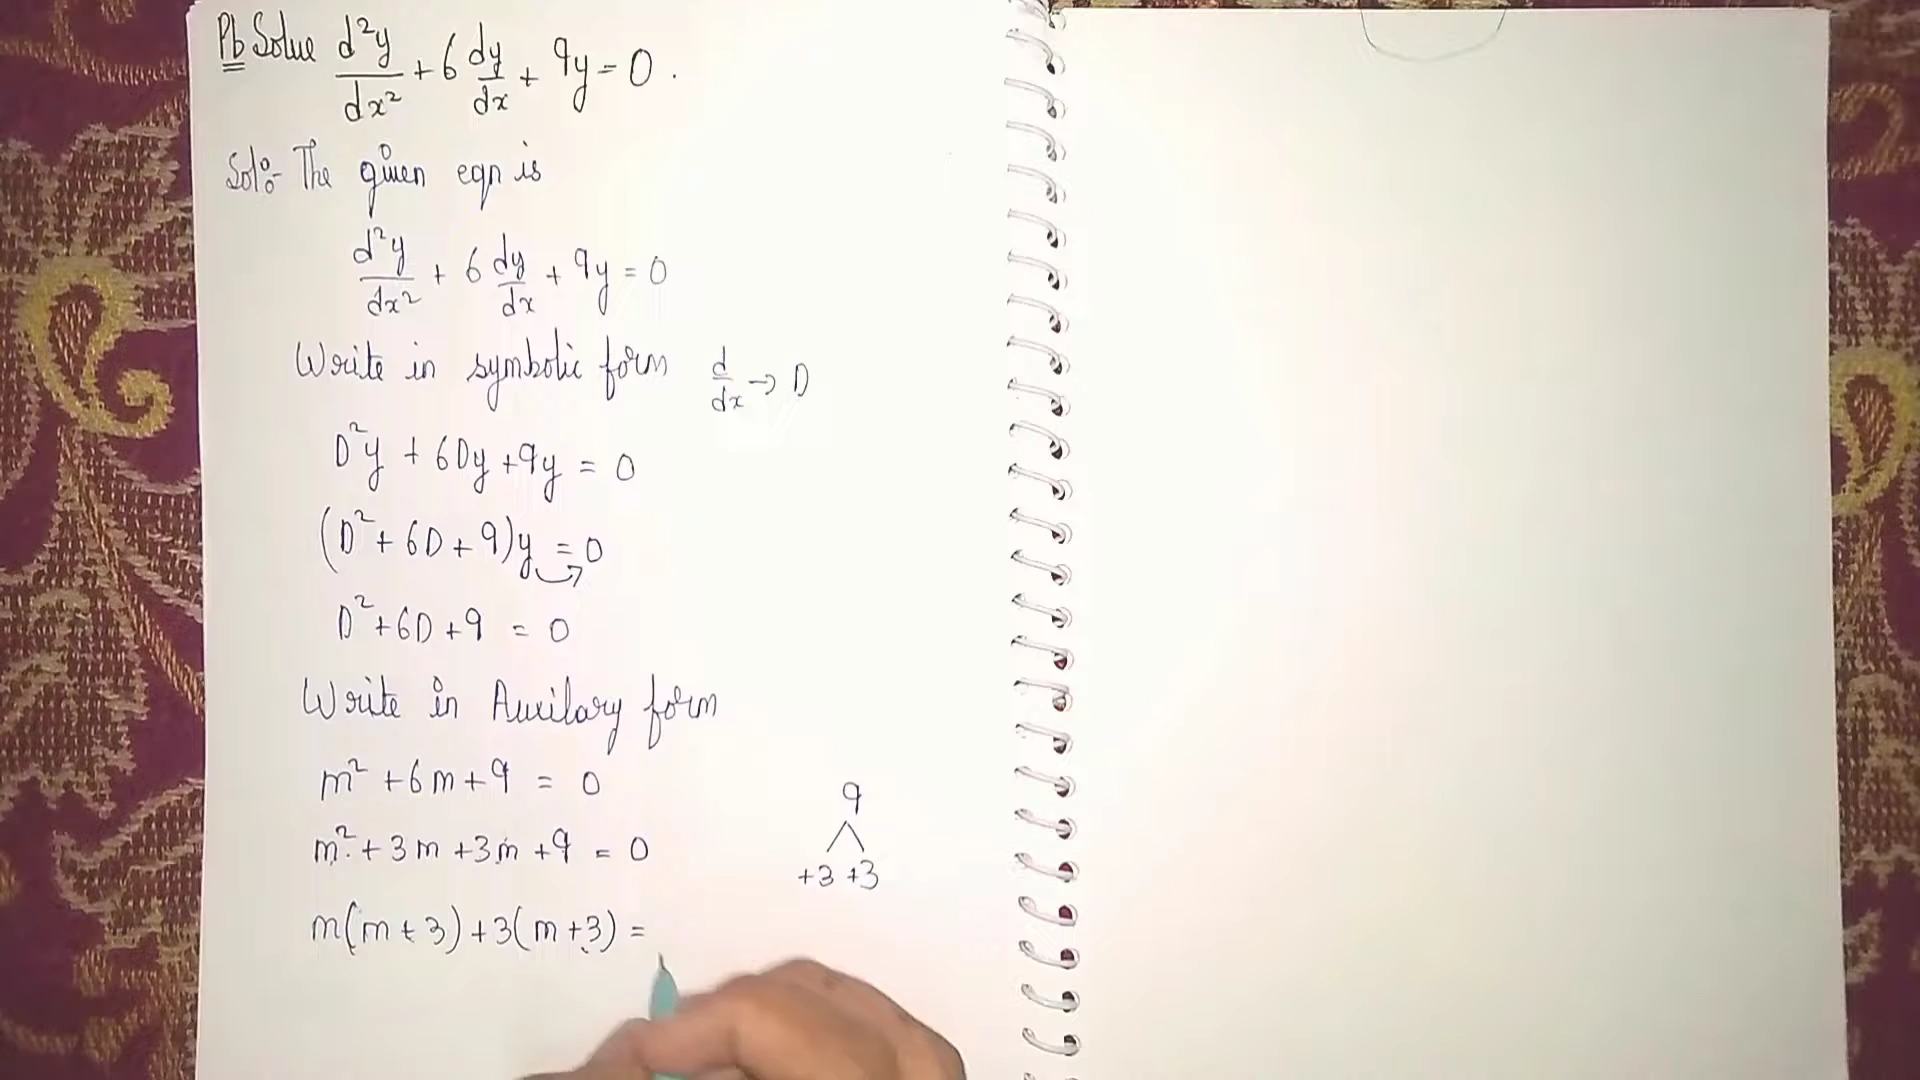 Pb Solve d²y/dx² + 6 dy/dx + 9y = 0.
Sol:- The given eqn is
d²y/dx² + 6 dy/dx + 9y = 0
Write in symbolic form d/dx → D
D²y + 6Dy + 9y = 0
(D² + 6D + 9)y = 0
D² + 6D + 9 = 0
Write in Auxilary form
m² + 6m + 9 = 0
m² + 3m + 3m + 9 = 0
m(m + 3) + 3(m + 3) =
9
+3 +3